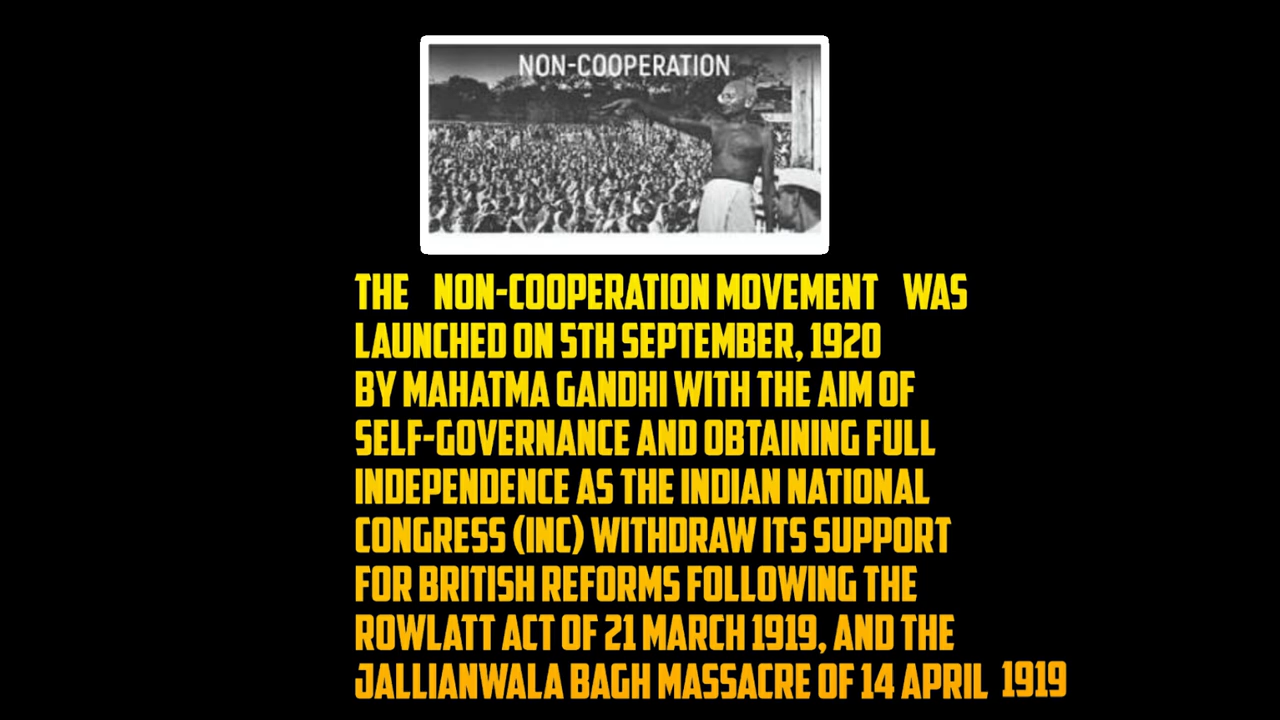 NON-COOPERATION
THE NON-COOPERATION MOVEMENT WAS
LAUNCHED ON 5TH SEPTEMBER, 1920
BY MAHATMA GANDHI WITH THE AIM OF
SELF-GOVERNANCE AND OBTAINING FULL
INDEPENDENCE AS THE INDIAN NATIONAL
CONGRESS (INC) WITHDRAW ITS SUPPORT
FOR BRITISH REFORMS FOLLOWING THE
ROWLATT ACT OF 21 MARCH 1919, AND THE
JALLIANWALA BAGH MASSACRE OF 14 APRIL 1919